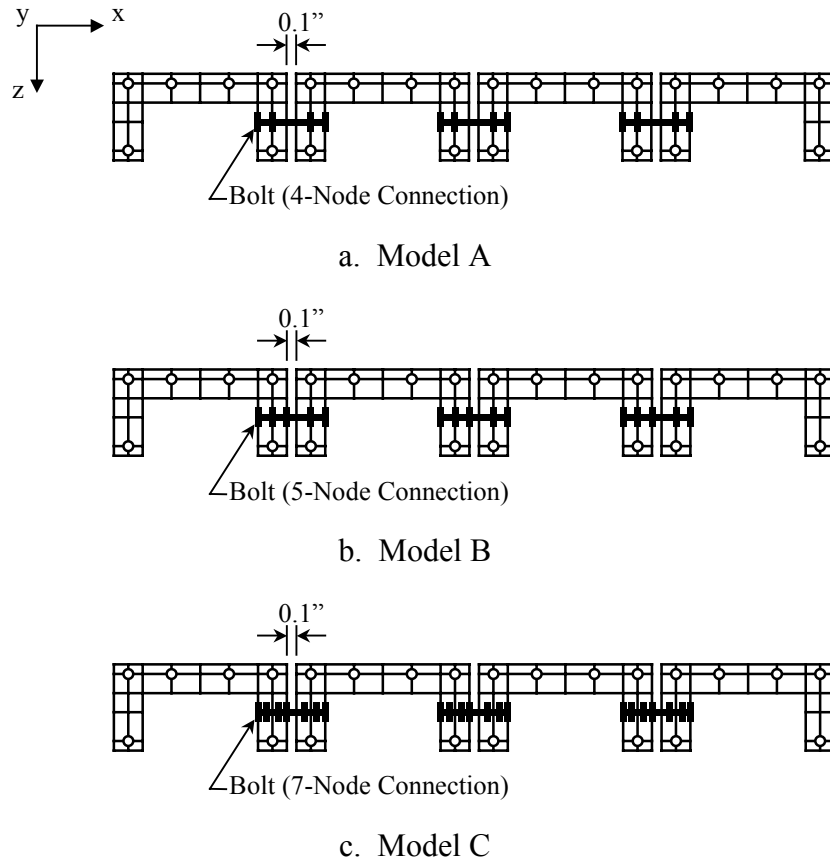 y
x
z
0.1”
Bolt (4-Node Connection)
a. Model A
0.1”
Bolt (5-Node Connection)
b. Model B
0.1”
Bolt (7-Node Connection)
c. Model C